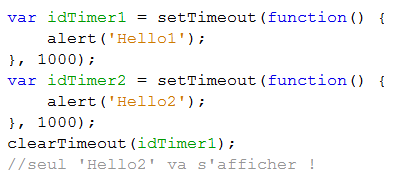 var idTimer1 = setTimeout(function() {
    alert('Hello1');
}, 1000);
var idTimer2 = setTimeout(function() {
    alert('Hello2');
}, 1000);
clearTimeout(idTimer1);
//seul 'Hello2' va s'afficher !